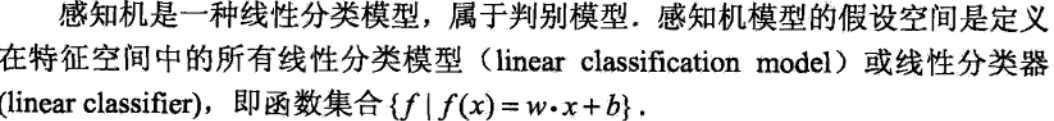 感知机是一种线性分类模型，属于判别模型．感知机模型的假设空间是定义
在特征空间中的所有线性分类模型（linear classification model）或线性分类器
(linear classifier)，即函数集合{f | f(x) = w•x+b}．